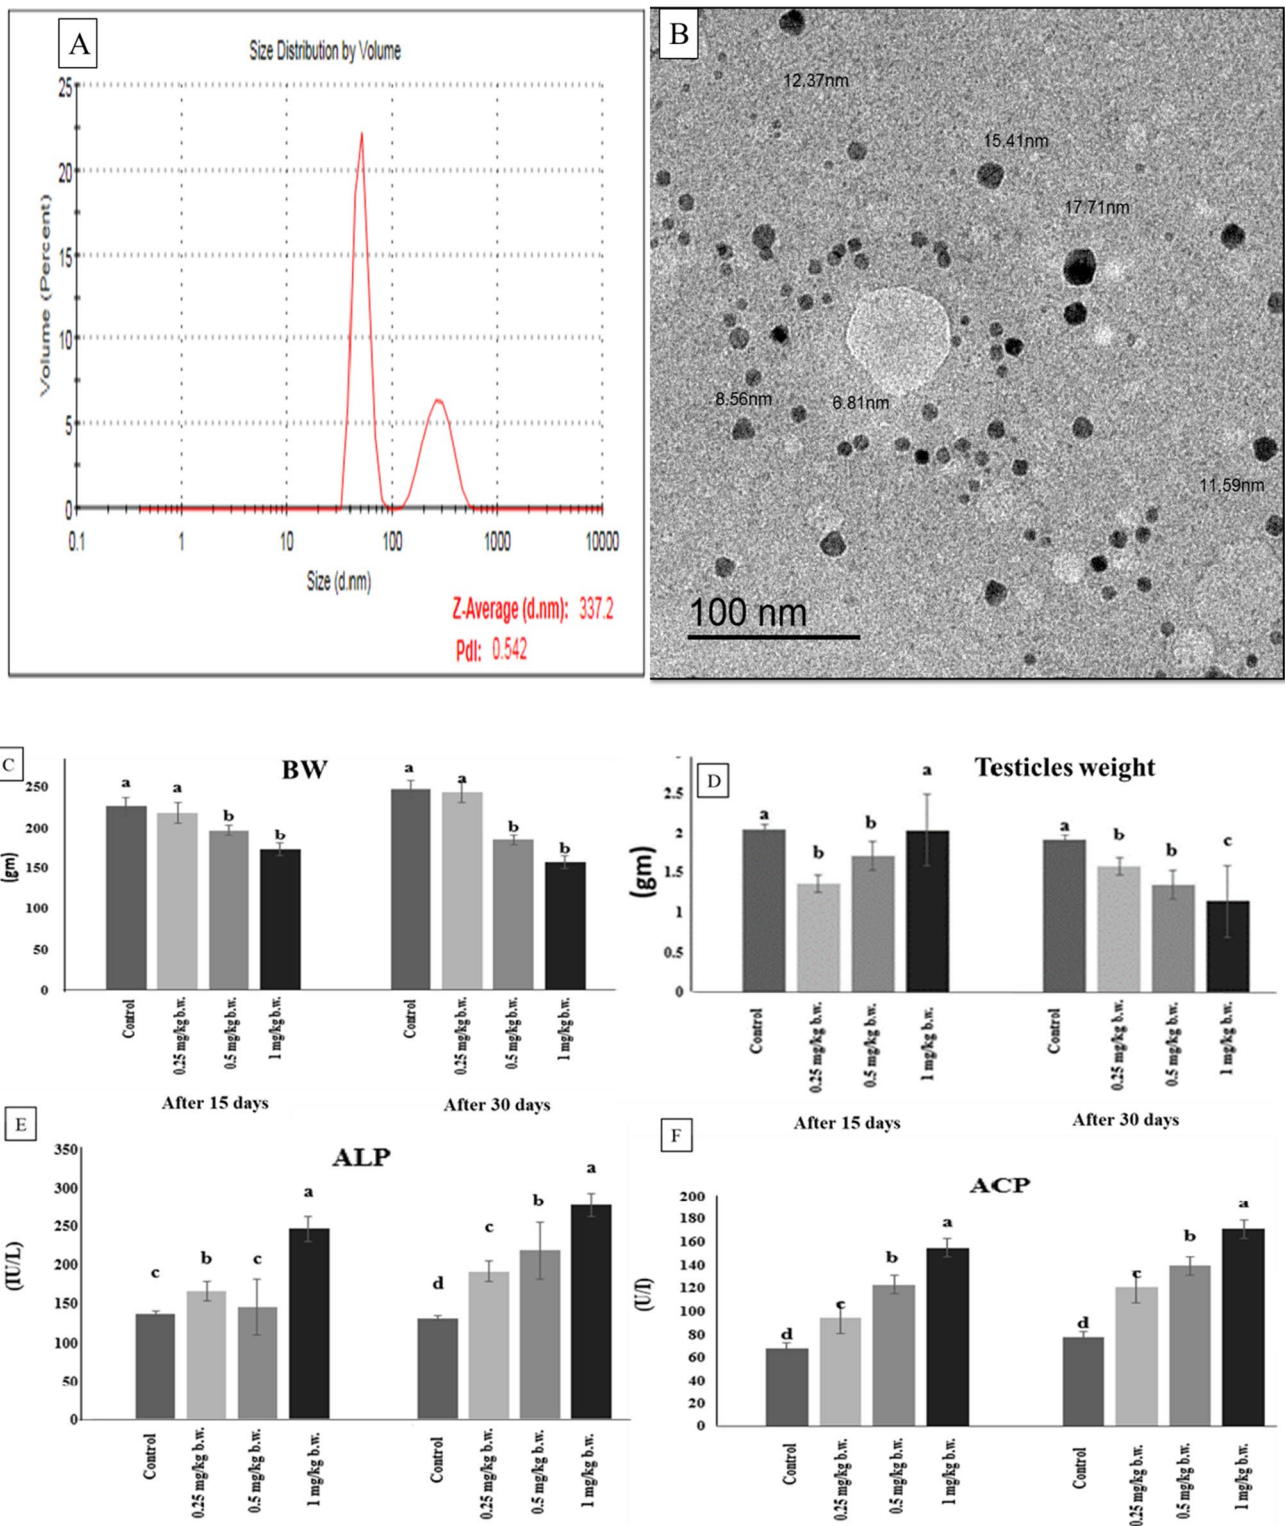 A
Size Distribution by Volume
Volume (Percent)
25
20
15
10
5
0
0.1 1 10 100 1000 10000
Size (d.nm)
Z-Average (d.nm): 337.2
PdI: 0.542
B
12.37nm
15.41nm
17.71nm
8.56nm
6.81nm
11.59nm
100 nm
C
BW
(gm)
250
200
150
100
50
0
a a b b
a a b b
Control 0.25 mg/kg b.w. 0.5 mg/kg b.w. 1 mg/kg b.w.
Control 0.25 mg/kg b.w. 0.5 mg/kg b.w. 1 mg/kg b.w.
After 15 days After 30 days
D
Testicles weight
(gm)
2.5
2
1.5
1
0.5
0
a b b a
a b b c
Control 0.25 mg/kg b.w. 0.5 mg/kg b.w. 1 mg/kg b.w.
Control 0.25 mg/kg b.w. 0.5 mg/kg b.w. 1 mg/kg b.w.
After 15 days After 30 days
E
ALP
(IU/L)
350
300
250
200
150
100
50
0
c b c a
d c b a
Control 0.25 mg/kg b.w. 0.5 mg/kg b.w. 1 mg/kg b.w.
Control 0.25 mg/kg b.w. 0.5 mg/kg b.w. 1 mg/kg b.w.
F
ACP
(U/I)
200
180
160
140
120
100
80
60
40
20
0
d c b a
d c b a
Control 0.25 mg/kg b.w. 0.5 mg/kg b.w. 1 mg/kg b.w.
Control 0.25 mg/kg b.w. 0.5 mg/kg b.w. 1 mg/kg b.w.